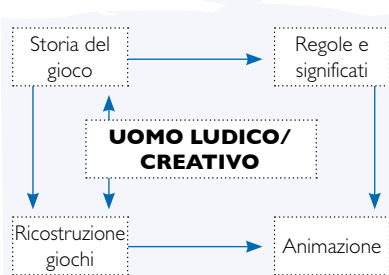 Storia del
gioco
Regole e
significati
UOMO LUDICO/
CREATIVO
Ricostruzione
giochi
Animazione